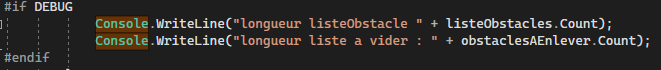 #if DEBUG
Console.WriteLine("longueur listeObstacle " + listeObstacles.Count);
Console.WriteLine("longueur liste a vider : " + obstaclesAEnlever.Count);
#endif